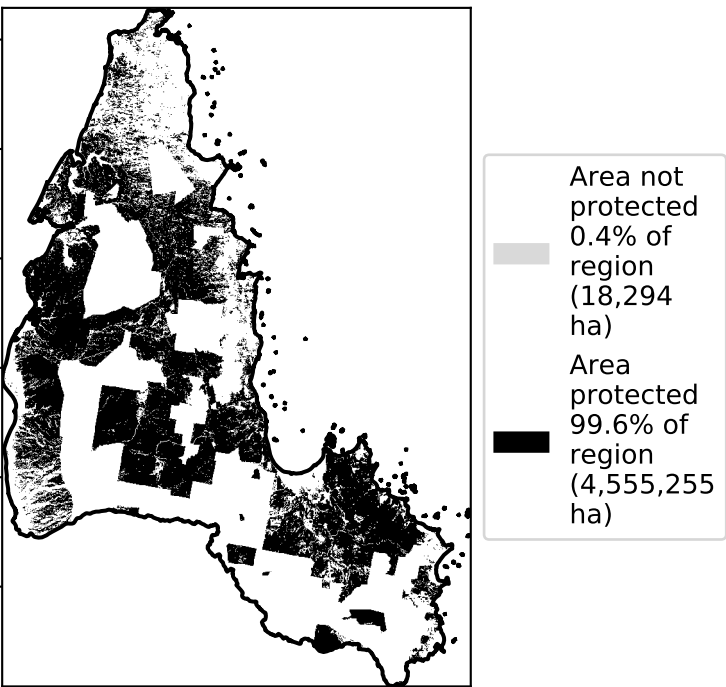 Area not
protected
0.4% of
region
(18,294
ha)
Area
protected
99.6% of
region
(4,555,255
ha)